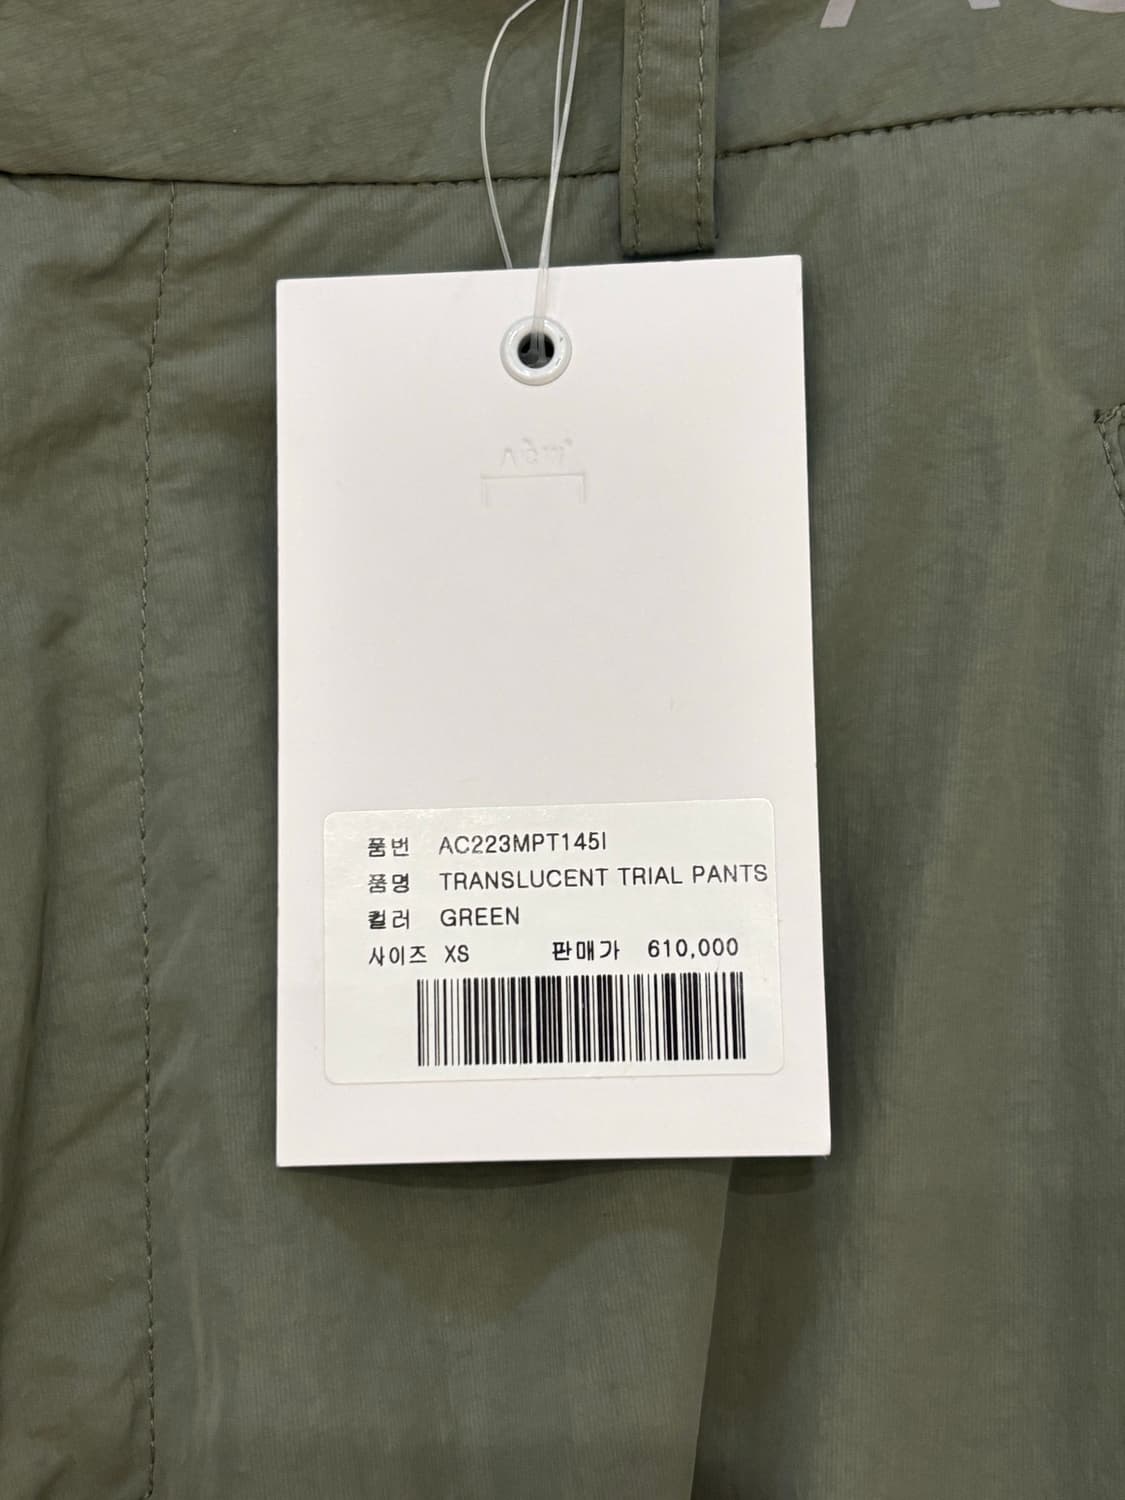 품번 AC223MPT145I
품명 TRANSLUCENT TRIAL PANTS
컬러 GREEN
사이즈 XS 판매가 610,000